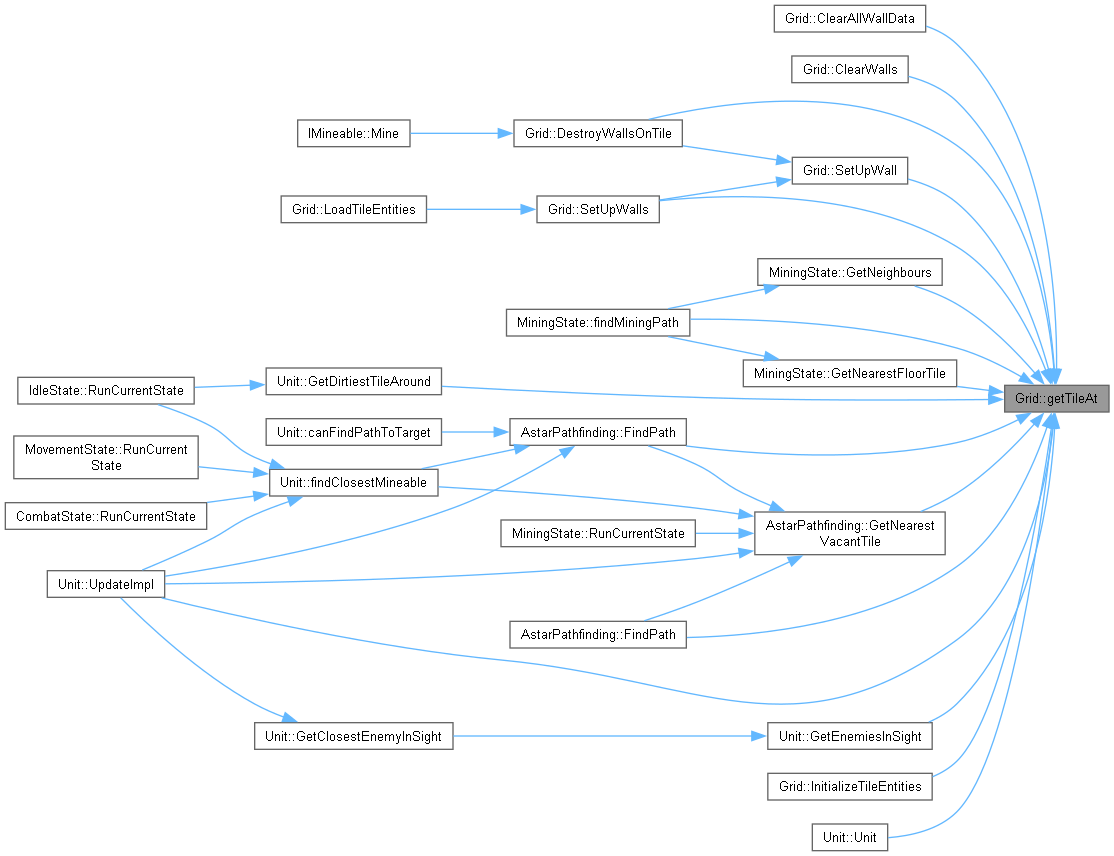 Grid::ClearAllWallData
Grid::ClearWalls
IMineable::Mine
Grid::DestroyWallsOnTile
Grid::SetUpWall
Grid::LoadTileEntities
Grid::SetUpWalls
MiningState::GetNeighbours
MiningState::findMiningPath
MiningState::GetNearestFloorTile
IdleState::RunCurrentState
Unit::GetDirtiestTileAround
Grid::getTileAt
Unit::canFindPathToTarget
AstarPathfinding::FindPath
MovementState::RunCurrent
State
Unit::findClosestMineable
CombatState::RunCurrentState
MiningState::RunCurrentState
AstarPathfinding::GetNearest
VacantTile
Unit::UpdateImpl
AstarPathfinding::FindPath
Unit::GetClosestEnemyInSight
Unit::GetEnemiesInSight
Grid::InitializeTileEntities
Unit::Unit